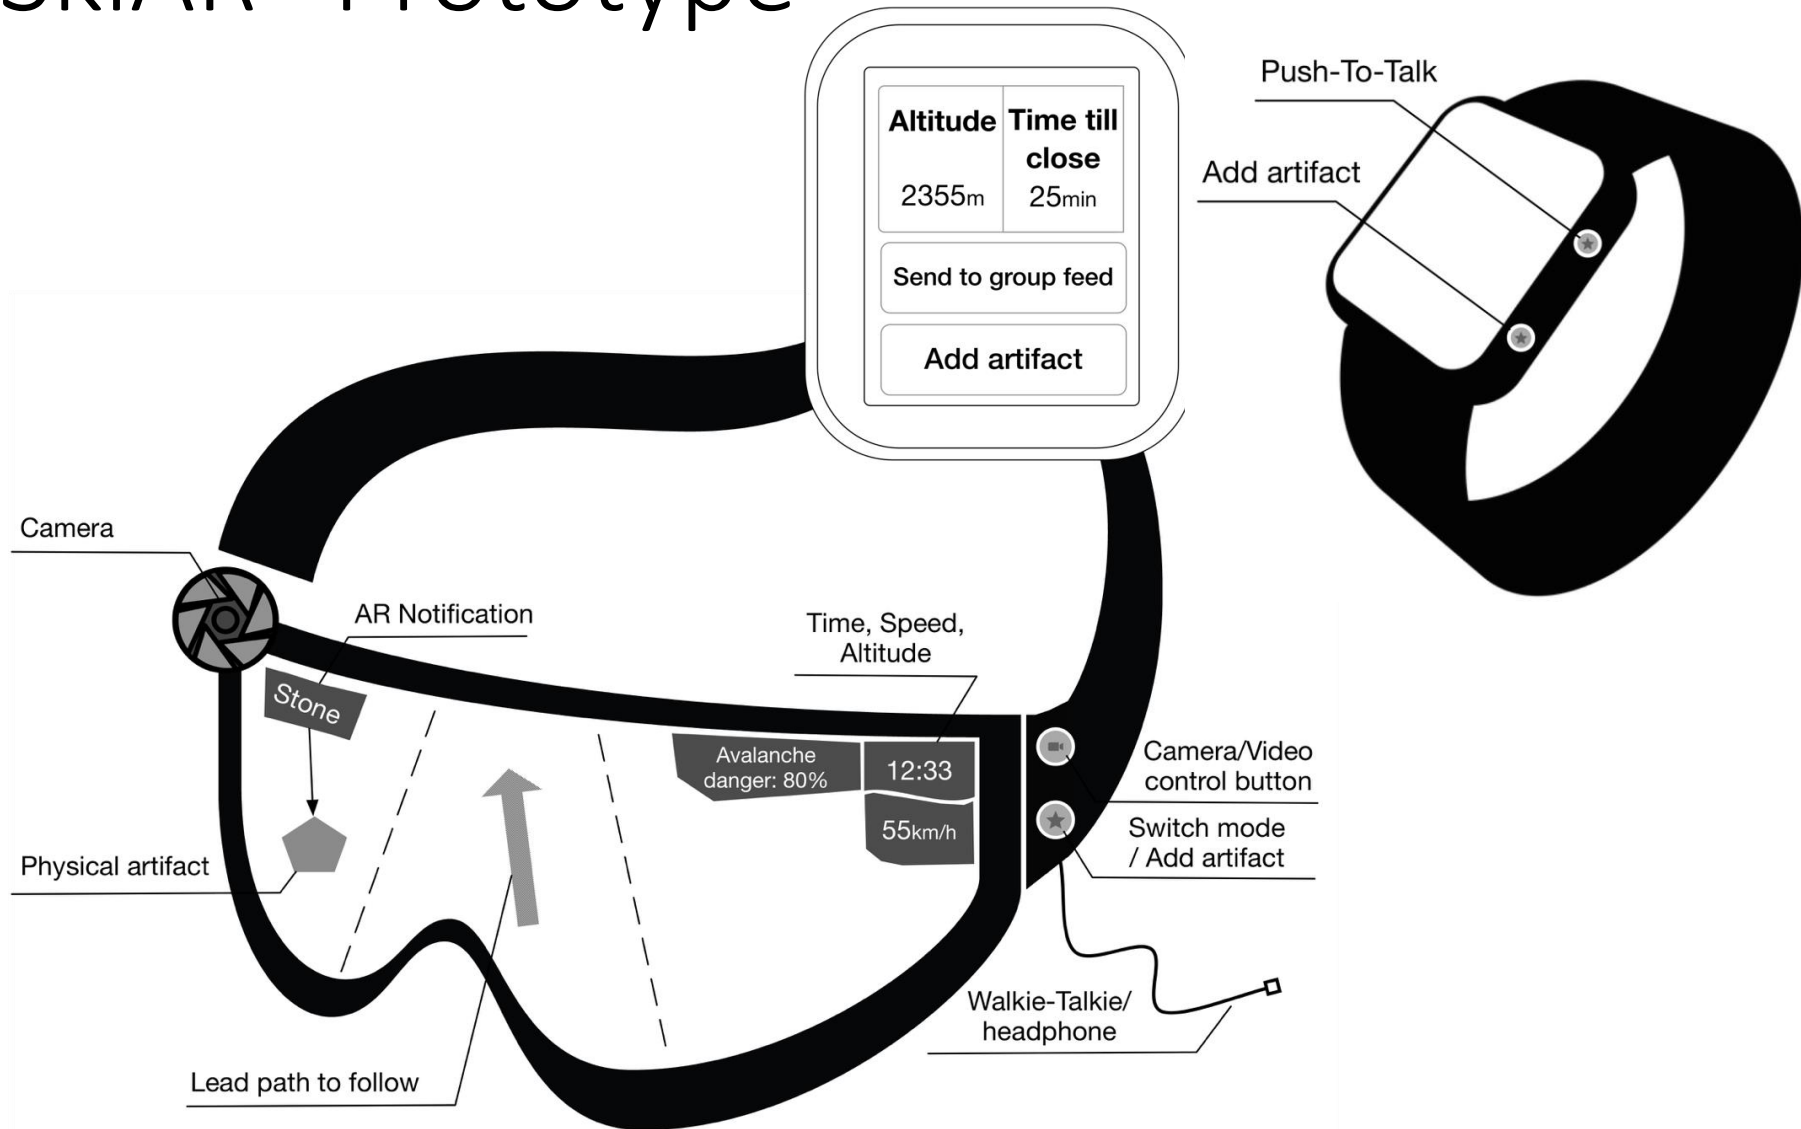 SkiAR - Prototype
Altitude
Time till
close
2355m
25min
Send to group feed
Add artifact
Push-To-Talk
Add artifact
Camera
AR Notification
Stone
Time, Speed,
Altitude
Avalanche
danger: 80%
12:33
55km/h
Camera/Video
control button
Switch mode
/ Add artifact
Physical artifact
Walkie-Talkie/
headphone
Lead path to follow